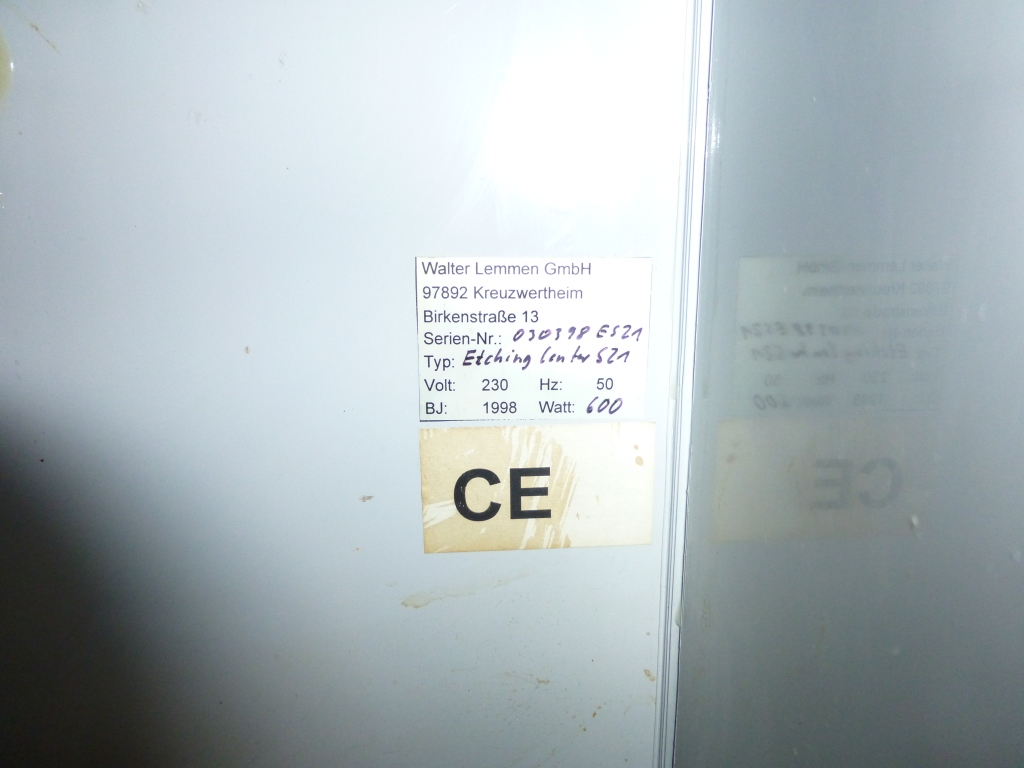 Walter Lemmen GmbH
97892 Kreuzwertheim
Birkenstraße 13
Serien-Nr.: 030398 ES21
Typ: Etching Center S21
Volt: 230 Hz: 50
BJ: 1998 Watt: 600
CE